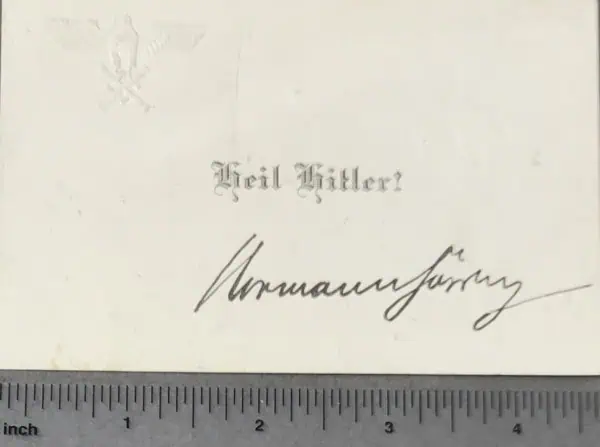 Heil Hitler!
Hermann Göring
inch 1 2 3 4